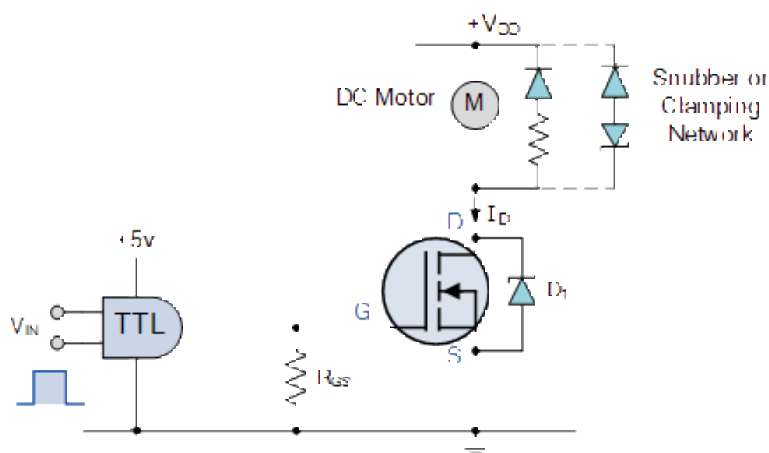 +VDD
DC Motor
M
Snubber or
Clamping
Network
D
ID
+5v
G
D1
VIN
TTL
S
RGS